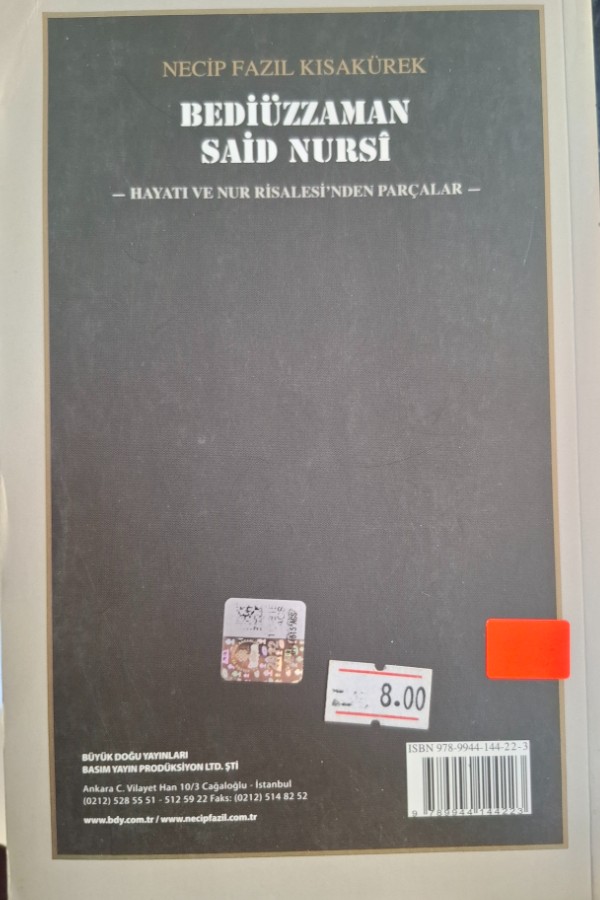 NECİP FAZIL KISAKÜREK
BEDİÜZZAMAN
SAİD NURSÎ
— HAYATI VE NUR RİSALESİ'NDEN PARÇALAR —
8.00
BÜYÜK DOĞU YAYINLARI
BASIM YAYIN PRODÜKSİYON LTD. ŞTİ
Ankara C. Vilayet Han 10/3 Cağaloğlu - İstanbul
(0212) 528 55 51 - 512 59 22 Faks: (0212) 514 82 52
www.bdy.com.tr / www.necipfazil.com.tr
ISBN 978-9944-144-22-3
9 789944 144223